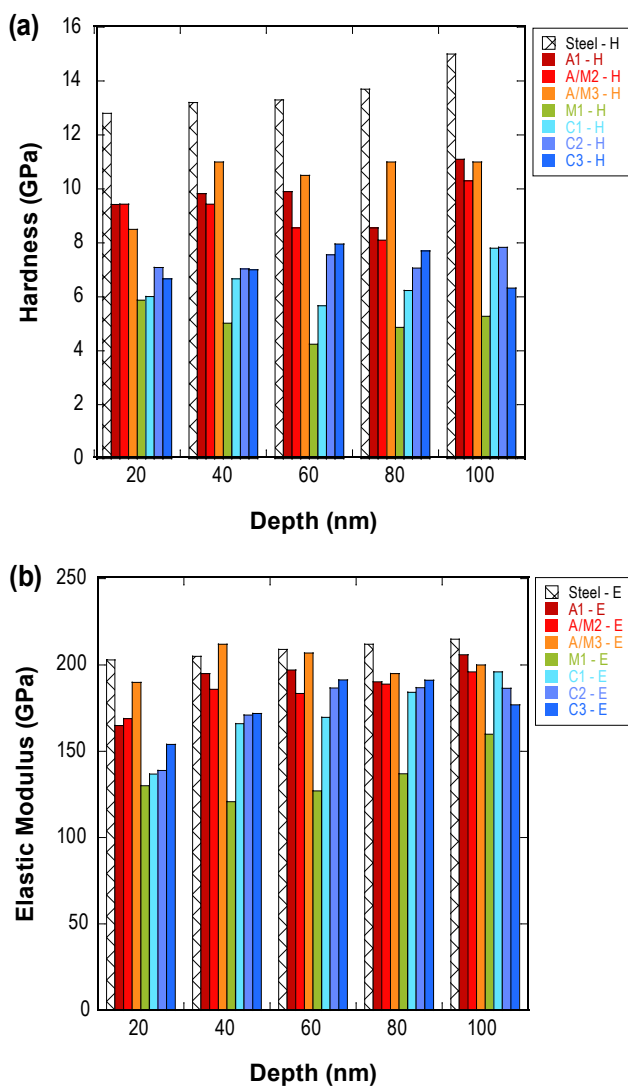 (a)
16
14
12
10
8
6
4
2
0
Hardness (GPa)
20 40 60 80 100
Depth (nm)
Steel - H
A1 - H
A/M2 - H
A/M3 - H
M1 - H
C1 - H
C2 - H
C3 - H
(b)
250
200
150
100
50
0
Elastic Modulus (GPa)
20 40 60 80 100
Depth (nm)
Steel - E
A1 - E
A/M2 - E
A/M3 - E
M1 - E
C1 - E
C2 - E
C3 - E